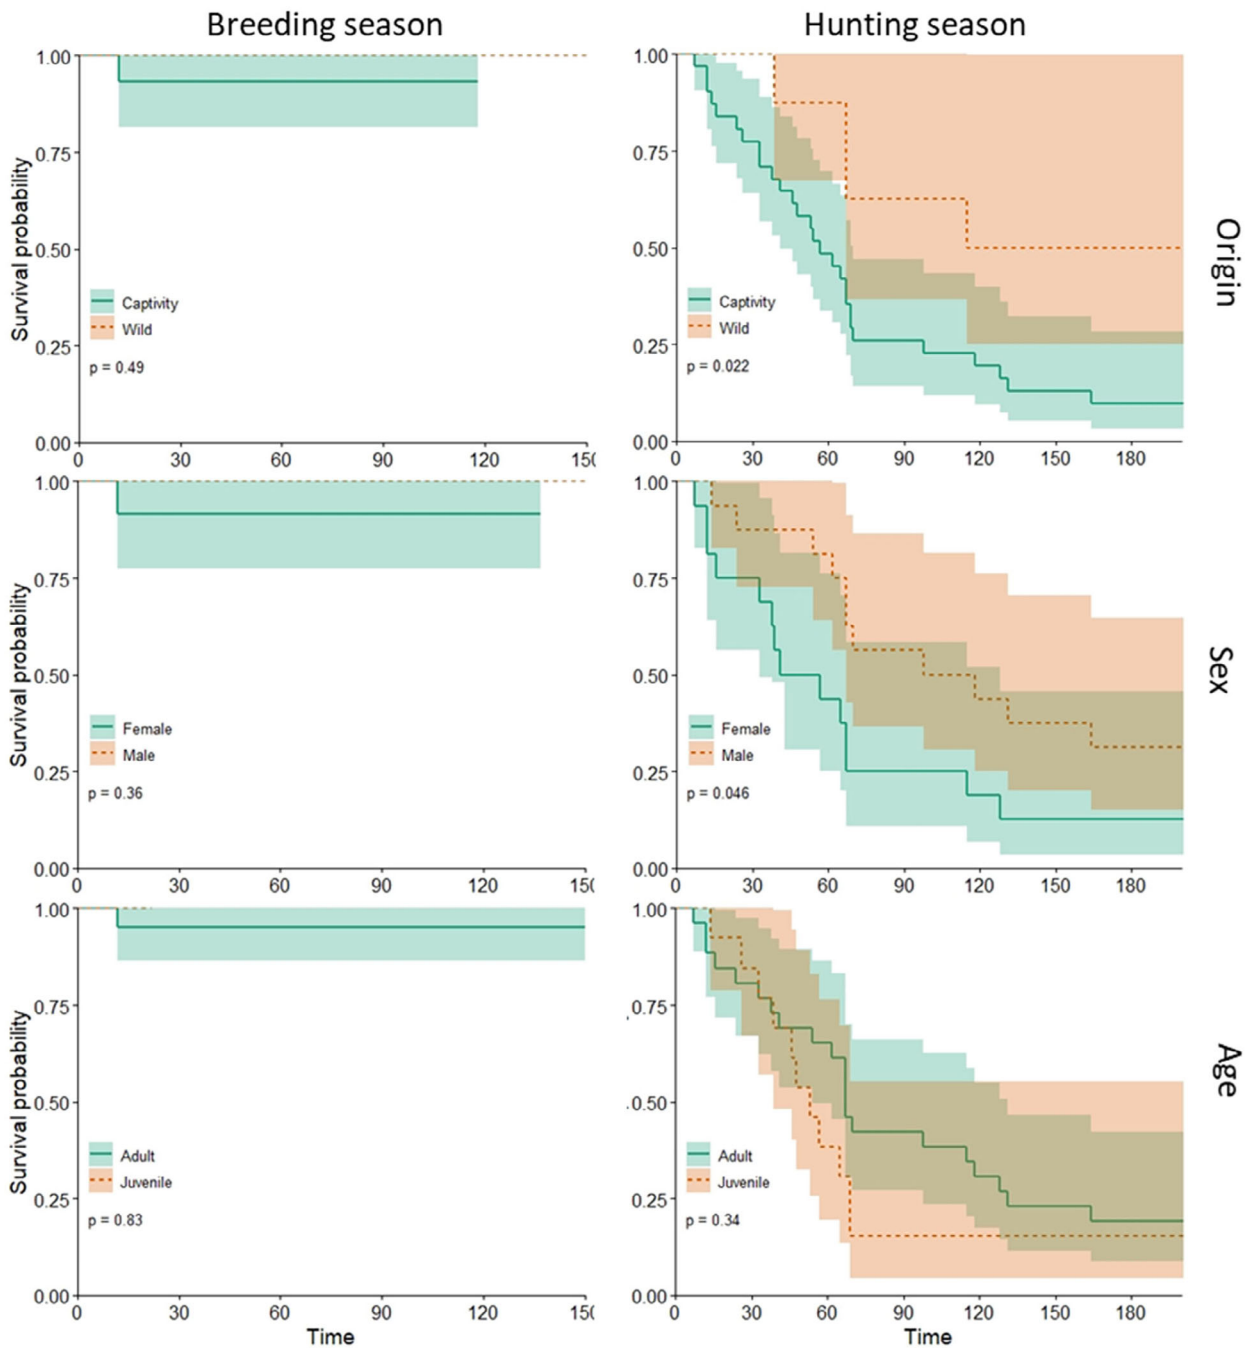 Breeding season
Hunting season
1.00
0.75
0.50
0.25
0.00
Survival probability
Captivity
Wild
p = 0.49
0 30 60 90 120
1.00
0.75
0.50
0.25
0.00
Captivity
Wild
p = 0.022
0 30 60 90 120 150 180
Origin
1.00
0.75
0.50
0.25
0.00
Survival probability
Female
Male
p = 0.36
0 30 60 90 120
1.00
0.75
0.50
0.25
0.00
Female
Male
p = 0.046
0 30 60 90 120 150 180
Sex
1.00
0.75
0.50
0.25
0.00
Survival probability
Adult
Juvenile
p = 0.83
0 30 60 90 120
Time
1.00
0.75
.50
0.25
0.00
Adult
Juvenile
p = 0.34
0 30 60 90 120 150 180
Time
Age